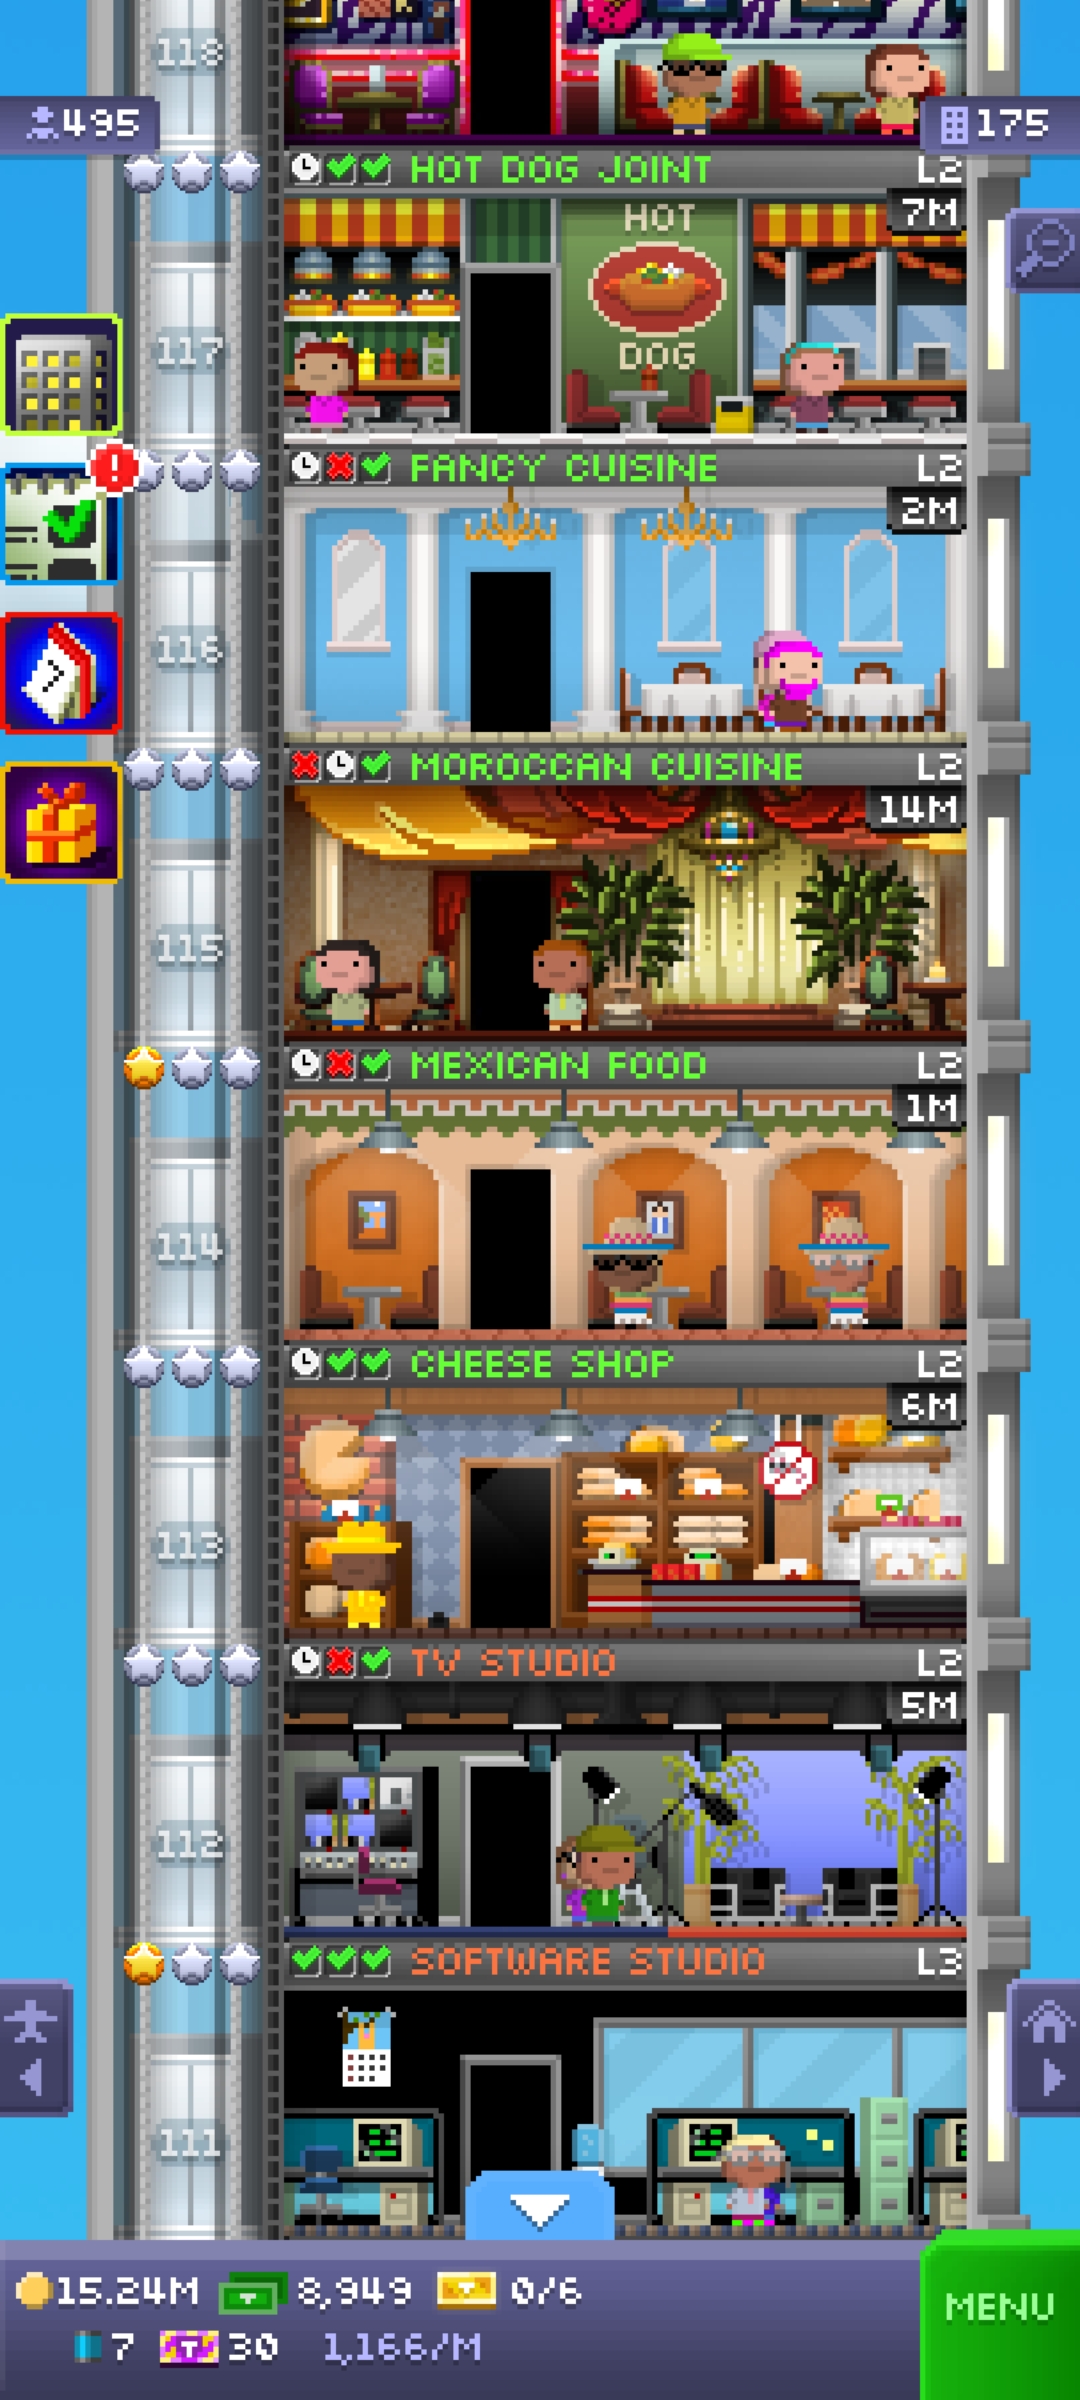 118
495
175
HOT DOG JOINT L2
7M
HOT
DOG
117
FANCY CUISINE L2
2M
116
MOROCCAN CUISINE L2
14M
115
MEXICAN FOOD L2
1M
114
CHEESE SHOP L2
6M
113
TV STUDIO L2
5M
112
SOFTWARE STUDIO L3
111
15.24M 8,949 0/6
7 T 30 1,166/M
MENU